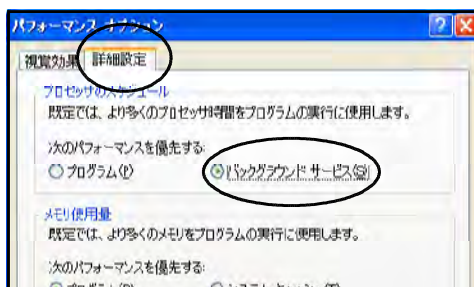 パフォーマンス オプション
視覚効果 詳細設定
プロセッサのスケジュール
既定では、より多くのプロセッサ時間をプログラムの実行に使用します。
次のパフォーマンスを優先する:
プログラム(P) バックグラウンド サービス(S)
メモリ使用量
既定では、より多くのメモリをプログラムの実行に使用します。
次のパフォーマンスを優先する: